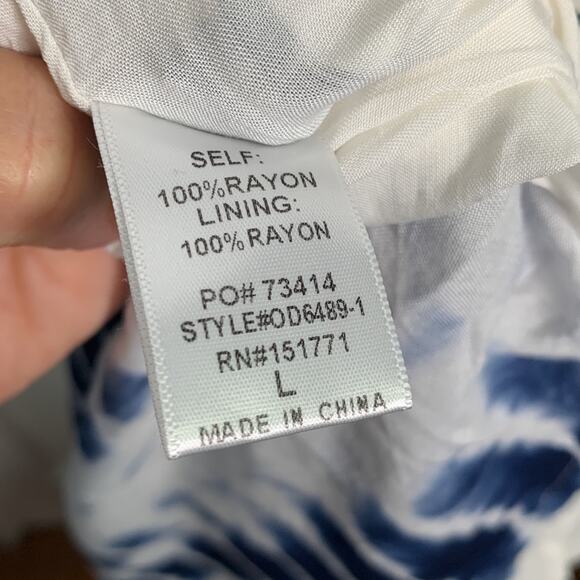 SELF:
100%RAYON
LINING:
100%RAYON
PO# 73414
STYLE#OD6489-1
RN#151771
L
MADE IN CHINA